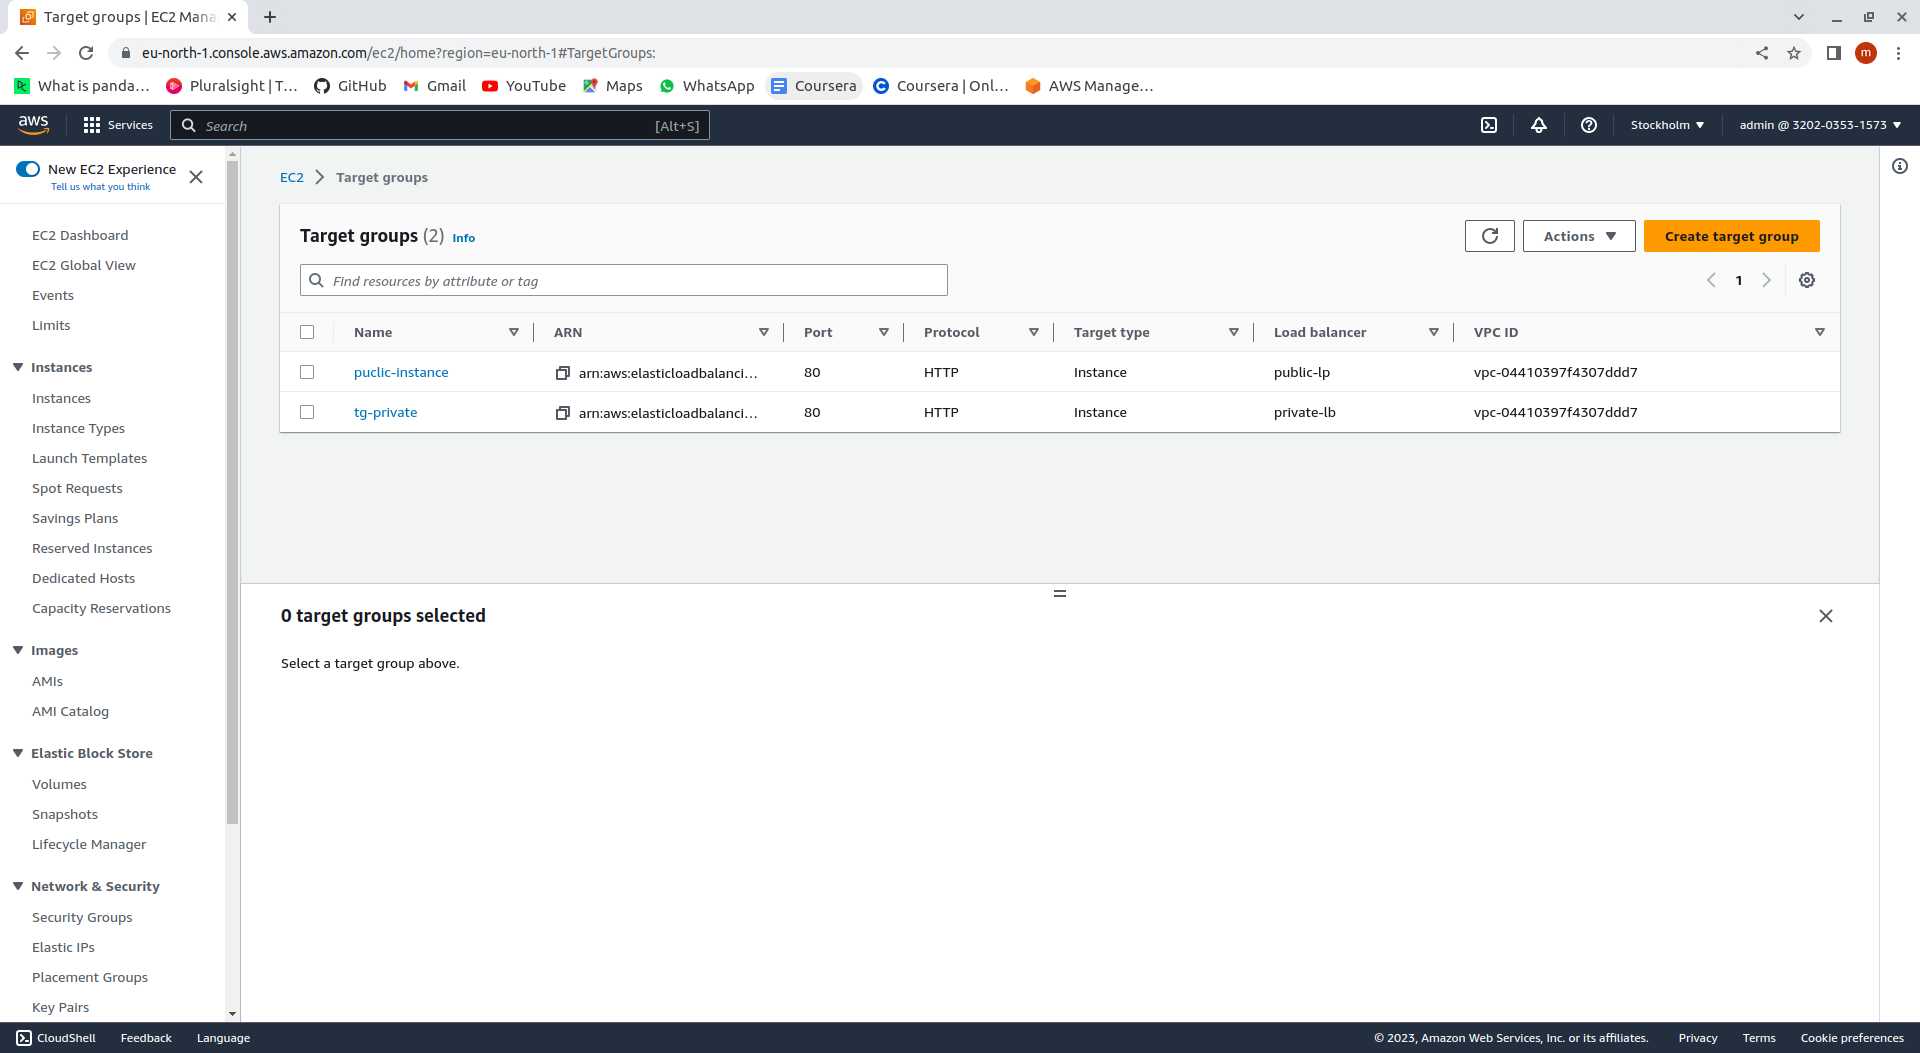 Target groups | EC2 Mana
eu-north-1.console.aws.amazon.com/ec2/home?region=eu-north-1#TargetGroups:
m
What is panda...
Pluralsight | T...
GitHub
Gmail
YouTube
Maps
WhatsApp
Coursera
Coursera | Onl...
AWS Manage...
aws
Services
Search
[Alt+S]
Stockholm
admin @ 3202-0353-1573
New EC2 Experience
Tell us what you think
EC2 Dashboard
EC2 Global View
Events
Limits
Instances
Instances
Instance Types
Launch Templates
Spot Requests
Savings Plans
Reserved Instances
Dedicated Hosts
Capacity Reservations
Images
AMIs
AMI Catalog
Elastic Block Store
Volumes
Snapshots
Lifecycle Manager
Network & Security
Security Groups
Elastic IPs
Placement Groups
Key Pairs
EC2 Target groups
Target groups (2) Info
Actions
Create target group
Find resources by attribute or tag
1
Name ARN Port Protocol Target type Load balancer VPC ID
puclic-instance arn:aws:elasticloadbalanci... 80 HTTP Instance public-lp vpc-04410397f4307ddd7
tg-private arn:aws:elasticloadbalanci... 80 HTTP Instance private-lb vpc-04410397f4307ddd7
0 target groups selected
Select a target group above.
CloudShell
Feedback
Language
© 2023, Amazon Web Services, Inc. or its affiliates.
Privacy
Terms
Cookie preferences